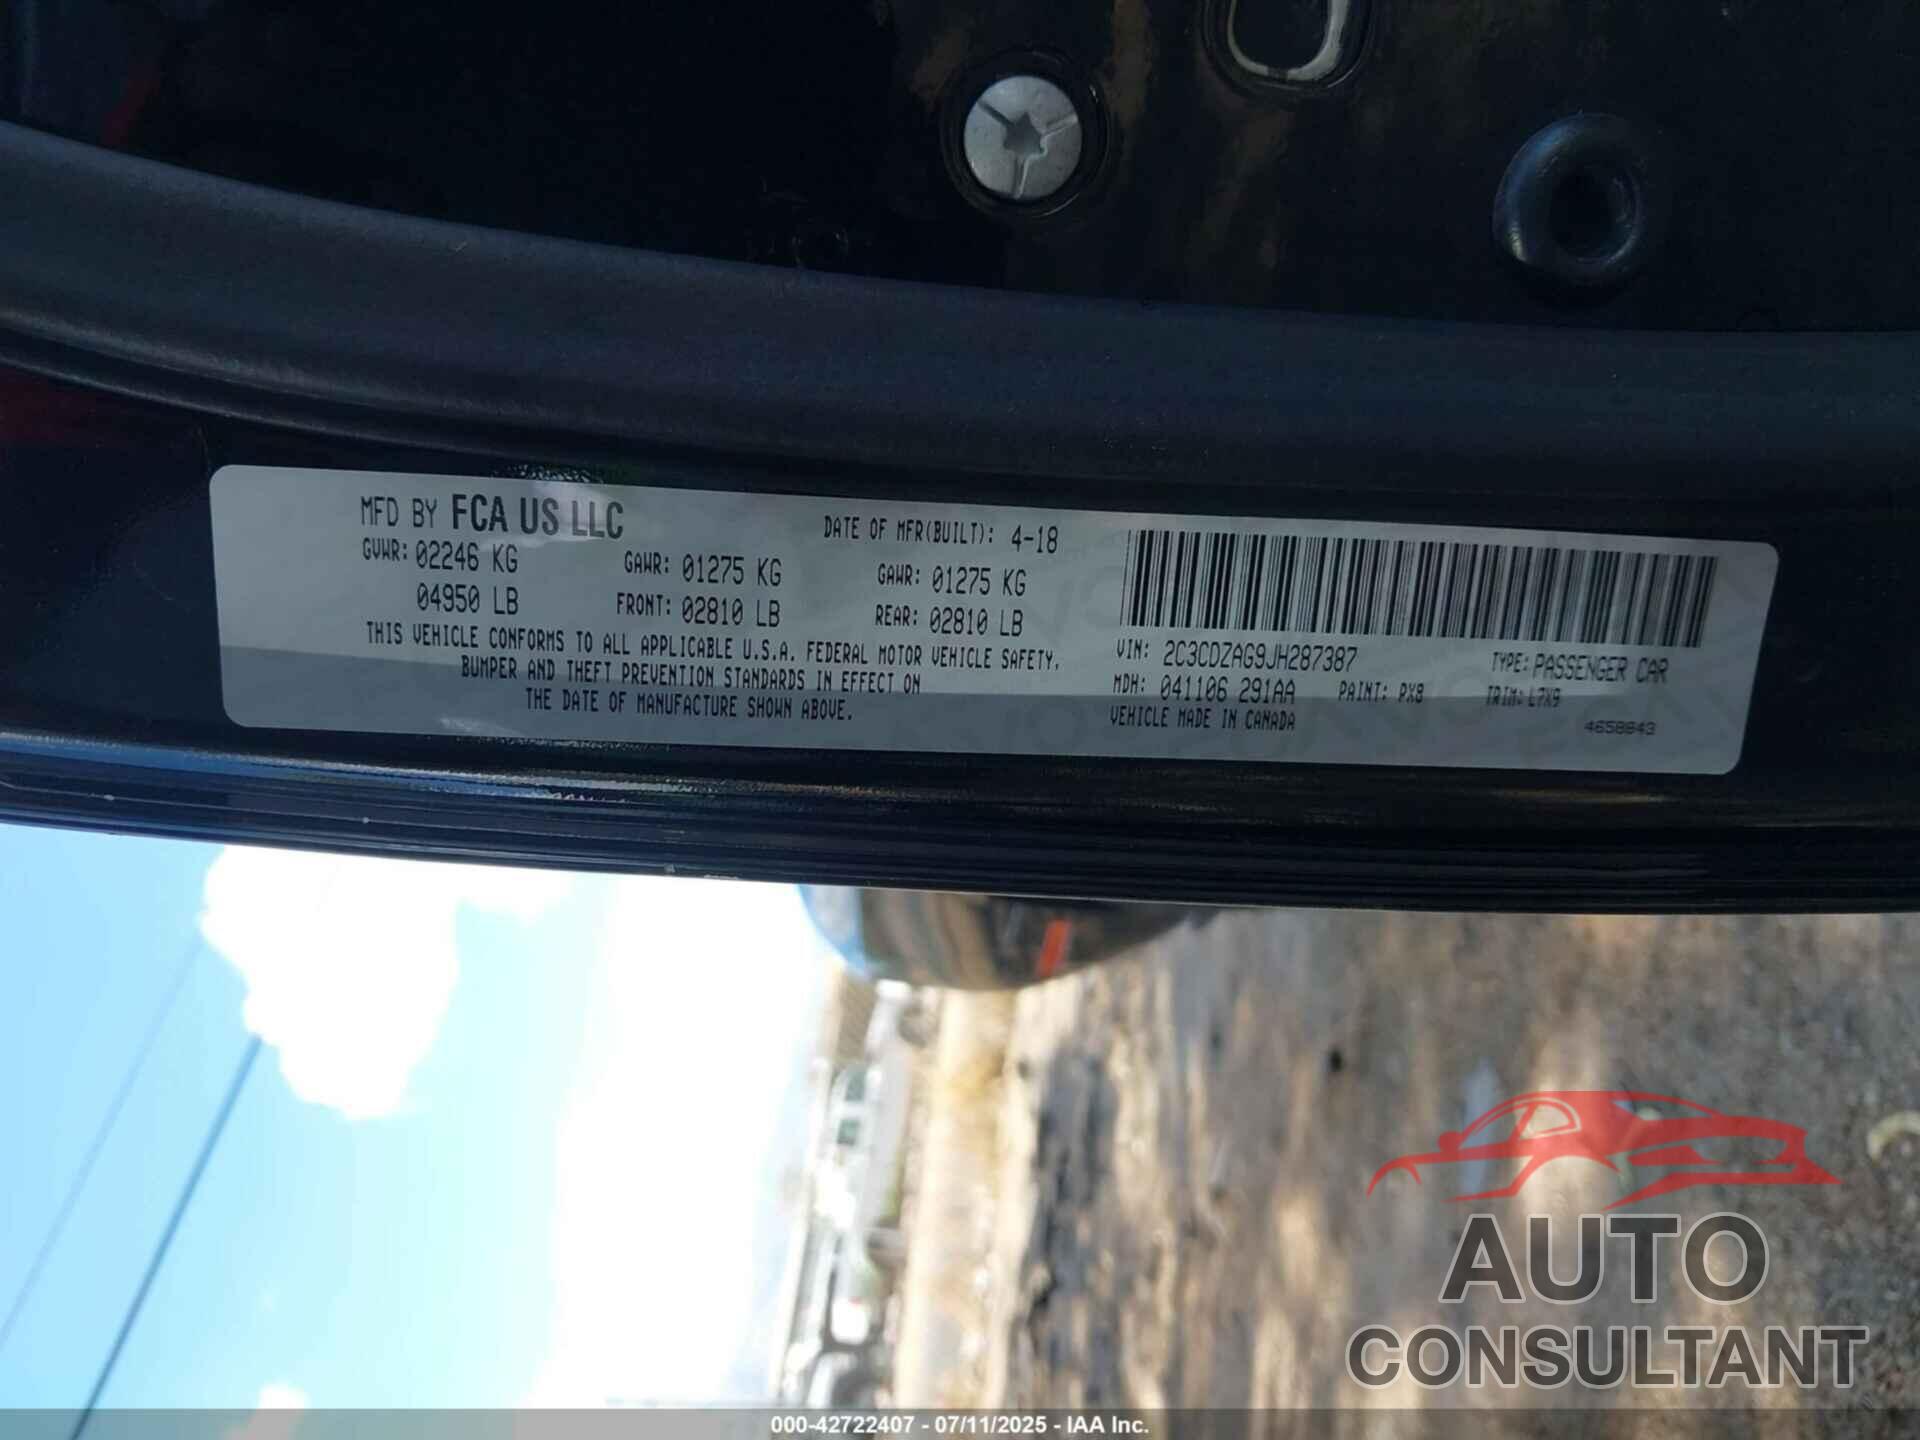 MFD BY FCA US LLC
DATE OF MFR(BUILT): 4-18
GVWR: 02246 KG
04950 LB
GAWR: 01275 KG
FRONT: 02810 LB
GAWR: 01275 KG
REAR: 02810 LB
THIS VEHICLE CONFORMS TO ALL APPLICABLE U.S.A. FEDERAL MOTOR VEHICLE SAFETY,
BUMPER AND THEFT PREVENTION STANDARDS IN EFFECT ON
THE DATE OF MANUFACTURE SHOWN ABOVE.
VIN: 2C3CDZAG9JH287387
TYPE: PASSENGER CAR
MDH: 041106 291AA
PAINT: PX8
TRIM: L7X9
VEHICLE MADE IN CANADA
4658843
AUTO
CONSULTANT
000-42722407 - 07/11/2025 - IAA Inc.